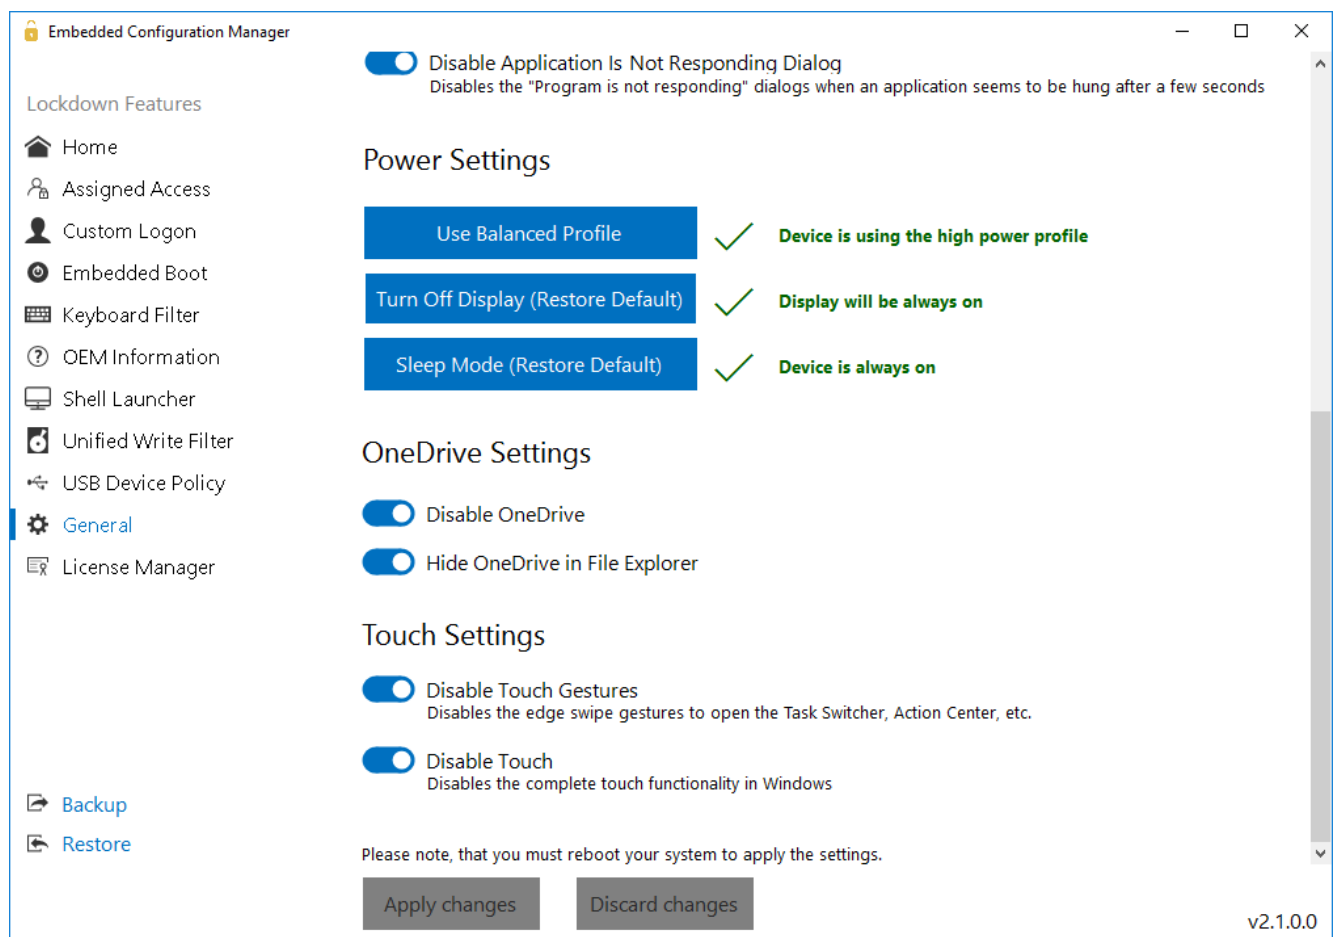 Embedded Configuration Manager
Lockdown Features
Home
Assigned Access
Custom Logon
Embedded Boot
Keyboard Filter
OEM Information
Shell Launcher
Unified Write Filter
USB Device Policy
General
License Manager
Backup
Restore
Disable Application Is Not Responding Dialog
Disables the "Program is not responding" dialogs when an application seems to be hung after a few seconds
Power Settings
Use Balanced Profile
Device is using the high power profile
Turn Off Display (Restore Default)
Display will be always on
Sleep Mode (Restore Default)
Device is always on
OneDrive Settings
Disable OneDrive
Hide OneDrive in File Explorer
Touch Settings
Disable Touch Gestures
Disables the edge swipe gestures to open the Task Switcher, Action Center, etc.
Disable Touch
Disables the complete touch functionality in Windows
Please note, that you must reboot your system to apply the settings.
Apply changes
Discard changes
v2.1.0.0